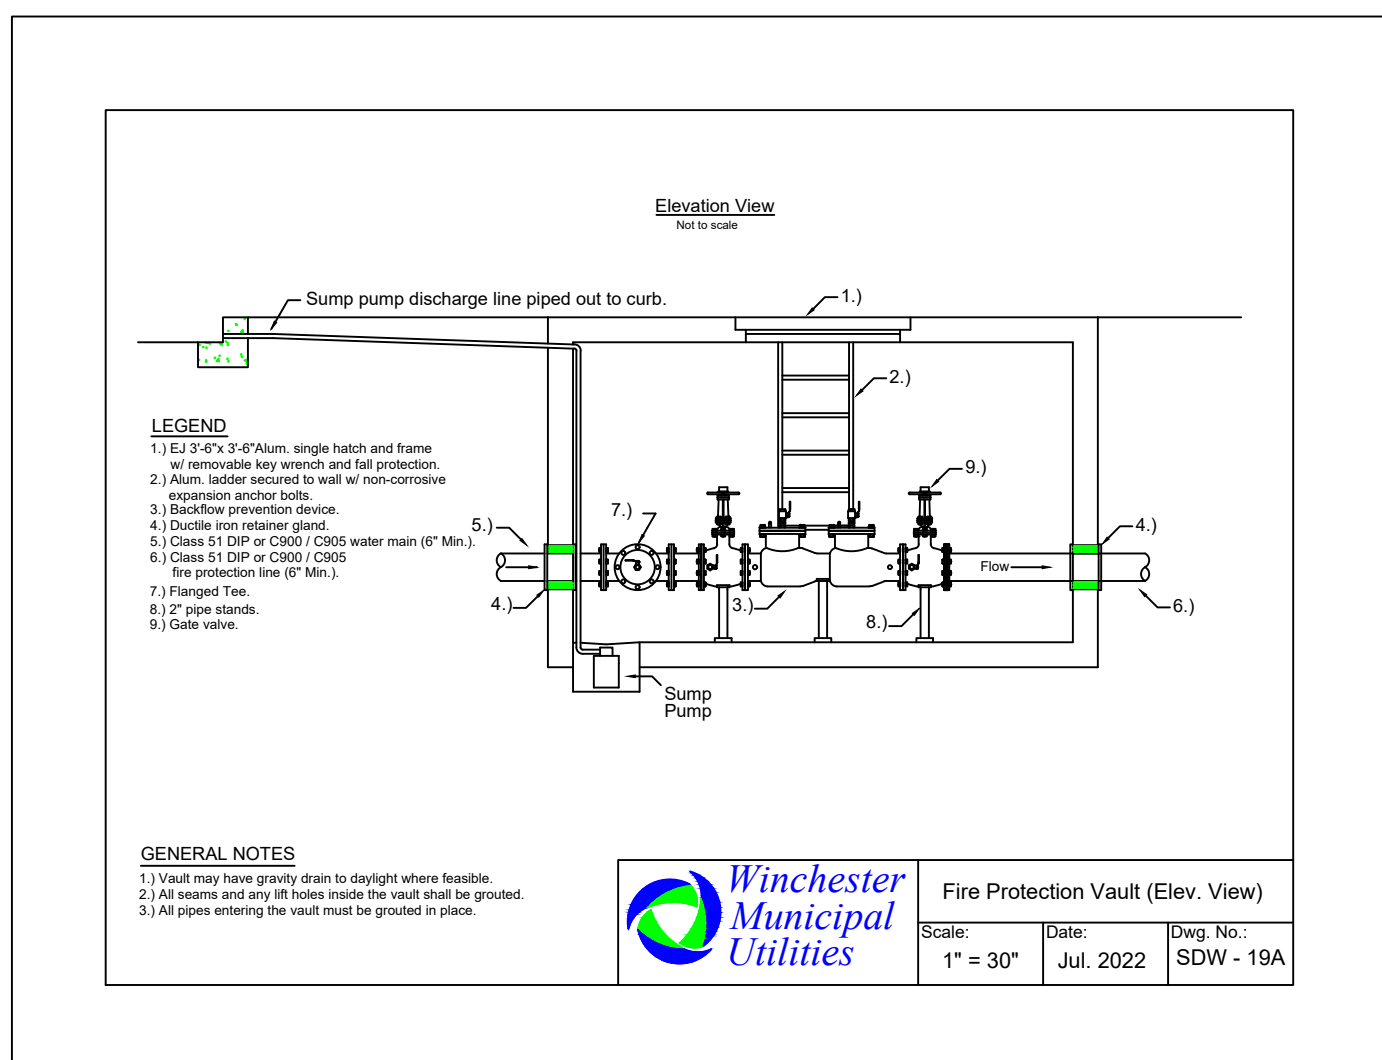 Elevation View
Not to scale
Sump pump discharge line piped out to curb.
1.)
2.)
LEGEND
1.) EJ 3'-6"x 3'-6"Alum. single hatch and frame
w/ removable key wrench and fall protection.
2.) Alum. ladder secured to wall w/ non-corrosive
expansion anchor bolts.
3.) Backflow prevention device.
4.) Ductile iron retainer gland.
5.) Class 51 DIP or C900 / C905 water main (6" Min.).
6.) Class 51 DIP or C900 / C905
fire protection line (6" Min.).
7.) Flanged Tee.
8.) 2" pipe stands.
9.) Gate valve.
9.)
7.)
5.)
4.)
Flow
4.)
3.)
8.)
6.)
Sump
Pump
GENERAL NOTES
1.) Vault may have gravity drain to daylight where feasible.
2.) All seams and any lift holes inside the vault shall be grouted.
3.) All pipes entering the vault must be grouted in place.
Winchester
Municipal
Utilities
Fire Protection Vault (Elev. View)
Scale:
1" = 30"
Date:
Jul. 2022
Dwg. No.:
SDW - 19A